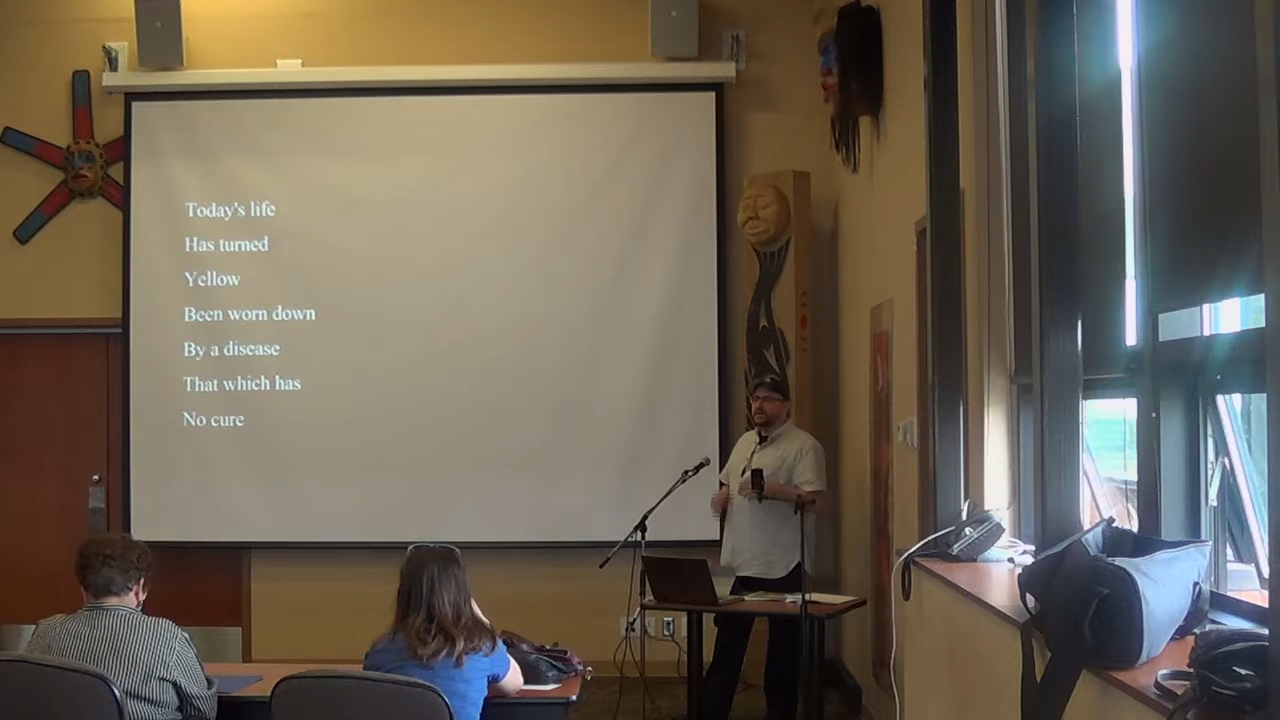 Today's life
Has turned
Yellow
Been worn down
By a disease
That which has
No cure